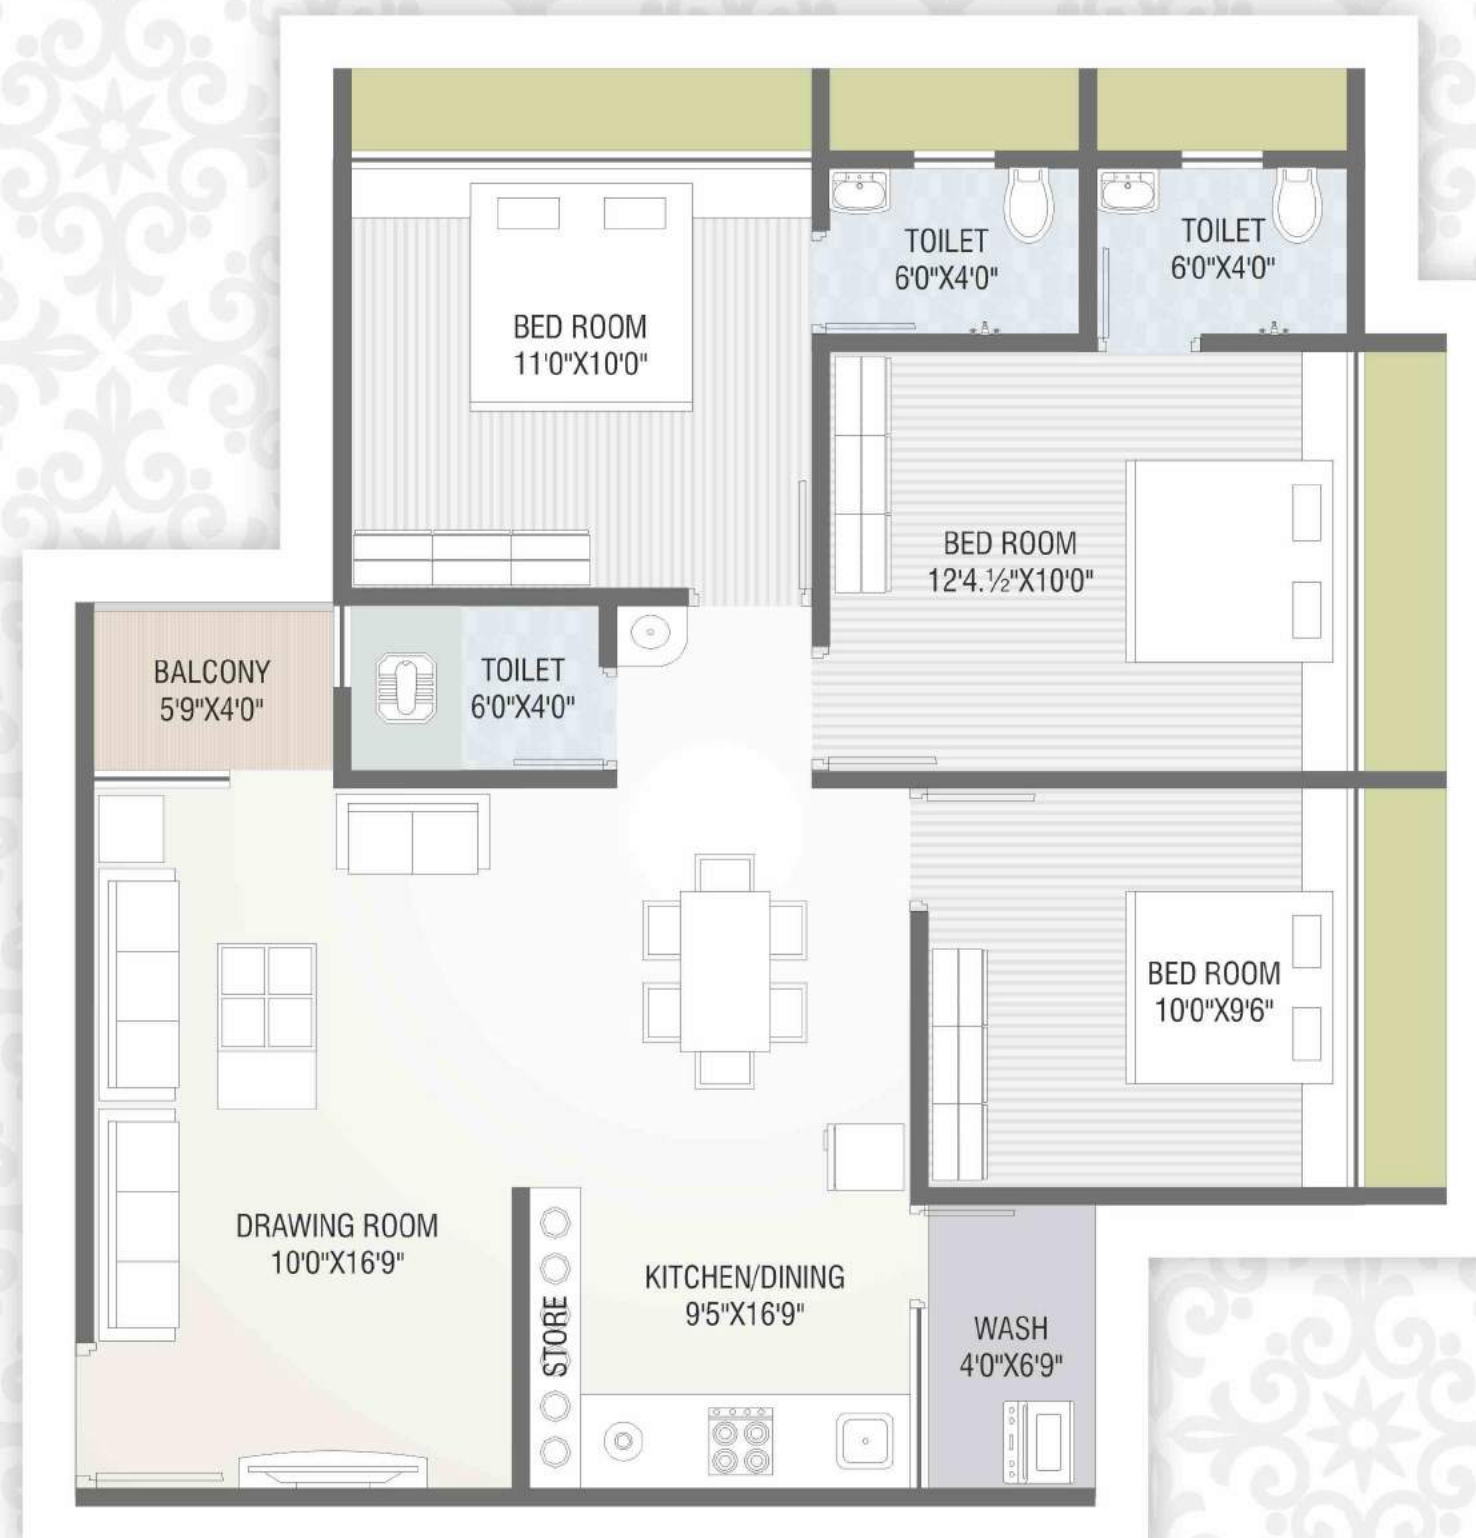 TOILET
6'0"X4'0"
TOILET
6'0"X4'0"
BED ROOM
11'0"X10'0"
BED ROOM
12'4.½"X10'0"
BALCONY
5'9"X4'0"
TOILET
6'0"X4'0"
BED ROOM
10'0"X9'6"
DRAWING ROOM
10'0"X16'9"
STORE
KITCHEN/DINING
9'5"X16'9"
WASH
4'0"X6'9"